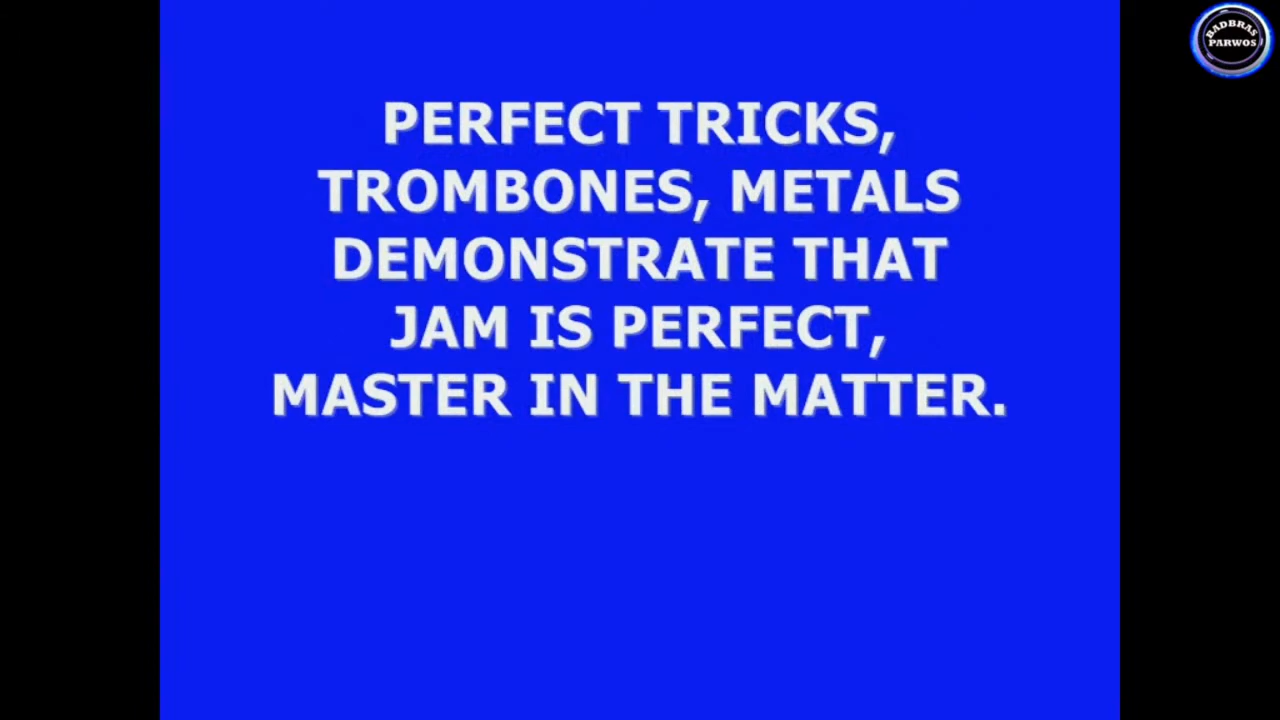 BADBRAS
PARWOS
PERFECT TRICKS,
TROMBONES, METALS
DEMONSTRATE THAT
JAM IS PERFECT,
MASTER IN THE MATTER.